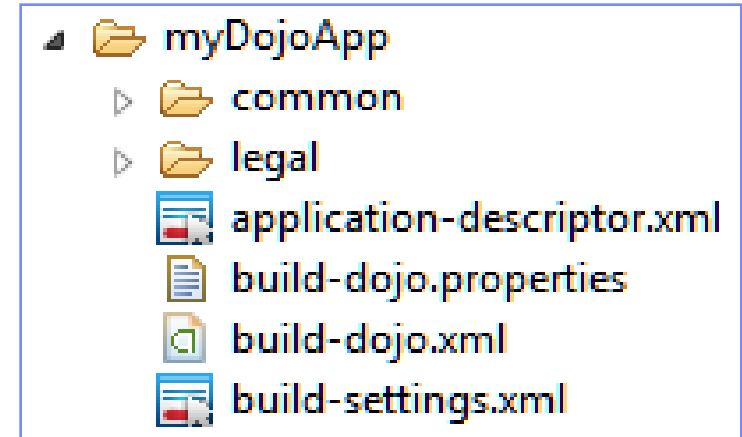 myDojoApp
common
legal
application-descriptor.xml
build-dojo.properties
build-dojo.xml
build-settings.xml